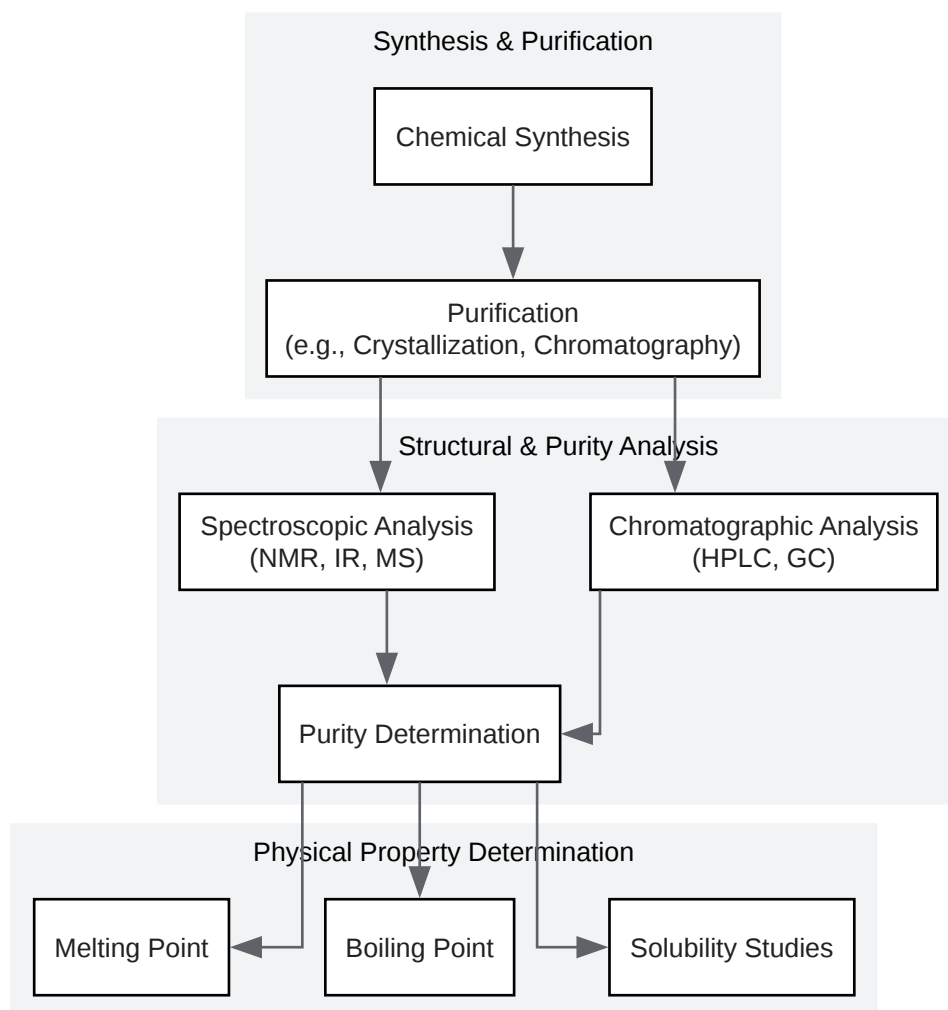 Synthesis & Purification
Chemical Synthesis
Purification
(e.g., Crystallization, Chromatography)
Structural & Purity Analysis
Spectroscopic Analysis
(NMR, IR, MS)
Chromatographic Analysis
(HPLC, GC)
Purity Determination
Physical Property Determination
Melting Point
Boiling Point
Solubility Studies